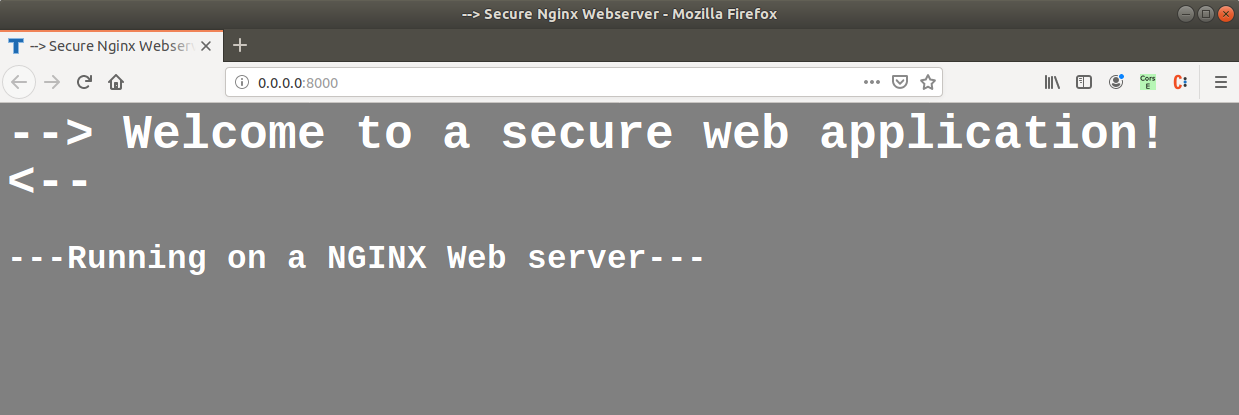 --> Secure Nginx Webserver - Mozilla Firefox
--> Secure Nginx Webserv
0.0.0.0:8000
Cors
E
--> Welcome to a secure web application!
<--
---Running on a NGINX Web server---